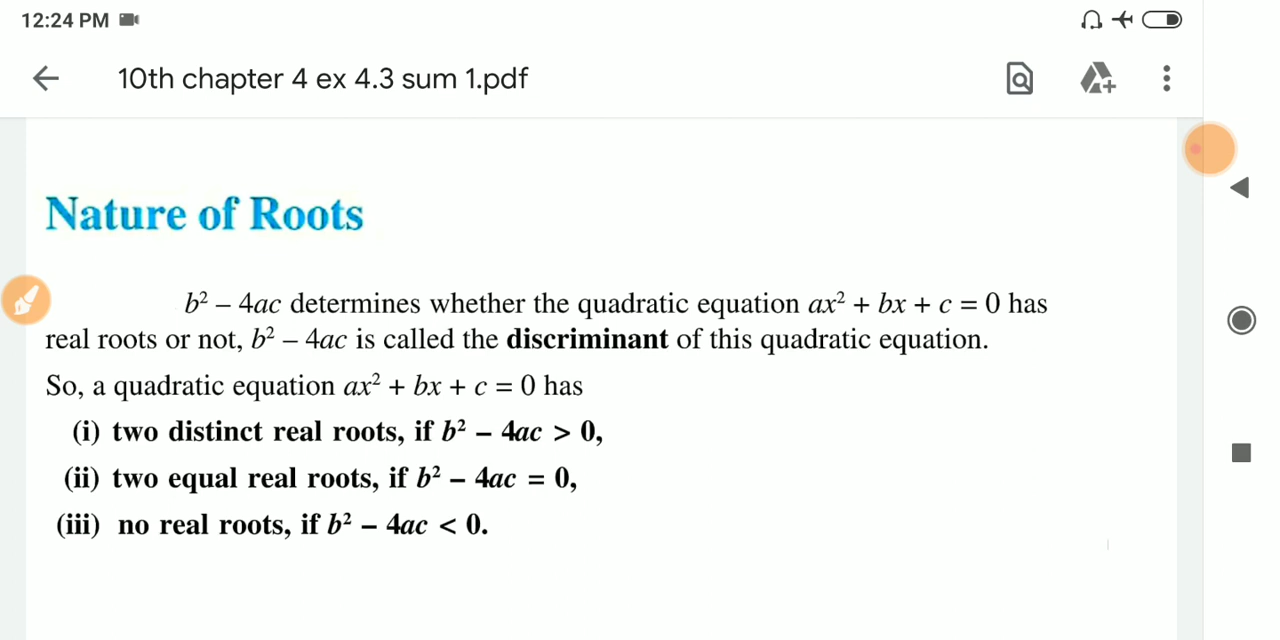 12:24 PM
10th chapter 4 ex 4.3 sum 1.pdf
Nature of Roots
b² – 4ac determines whether the quadratic equation ax² + bx + c = 0 has
real roots or not, b² – 4ac is called the discriminant of this quadratic equation.
So, a quadratic equation ax² + bx + c = 0 has
(i) two distinct real roots, if b² – 4ac > 0,
(ii) two equal real roots, if b² – 4ac = 0,
(iii) no real roots, if b² – 4ac < 0.